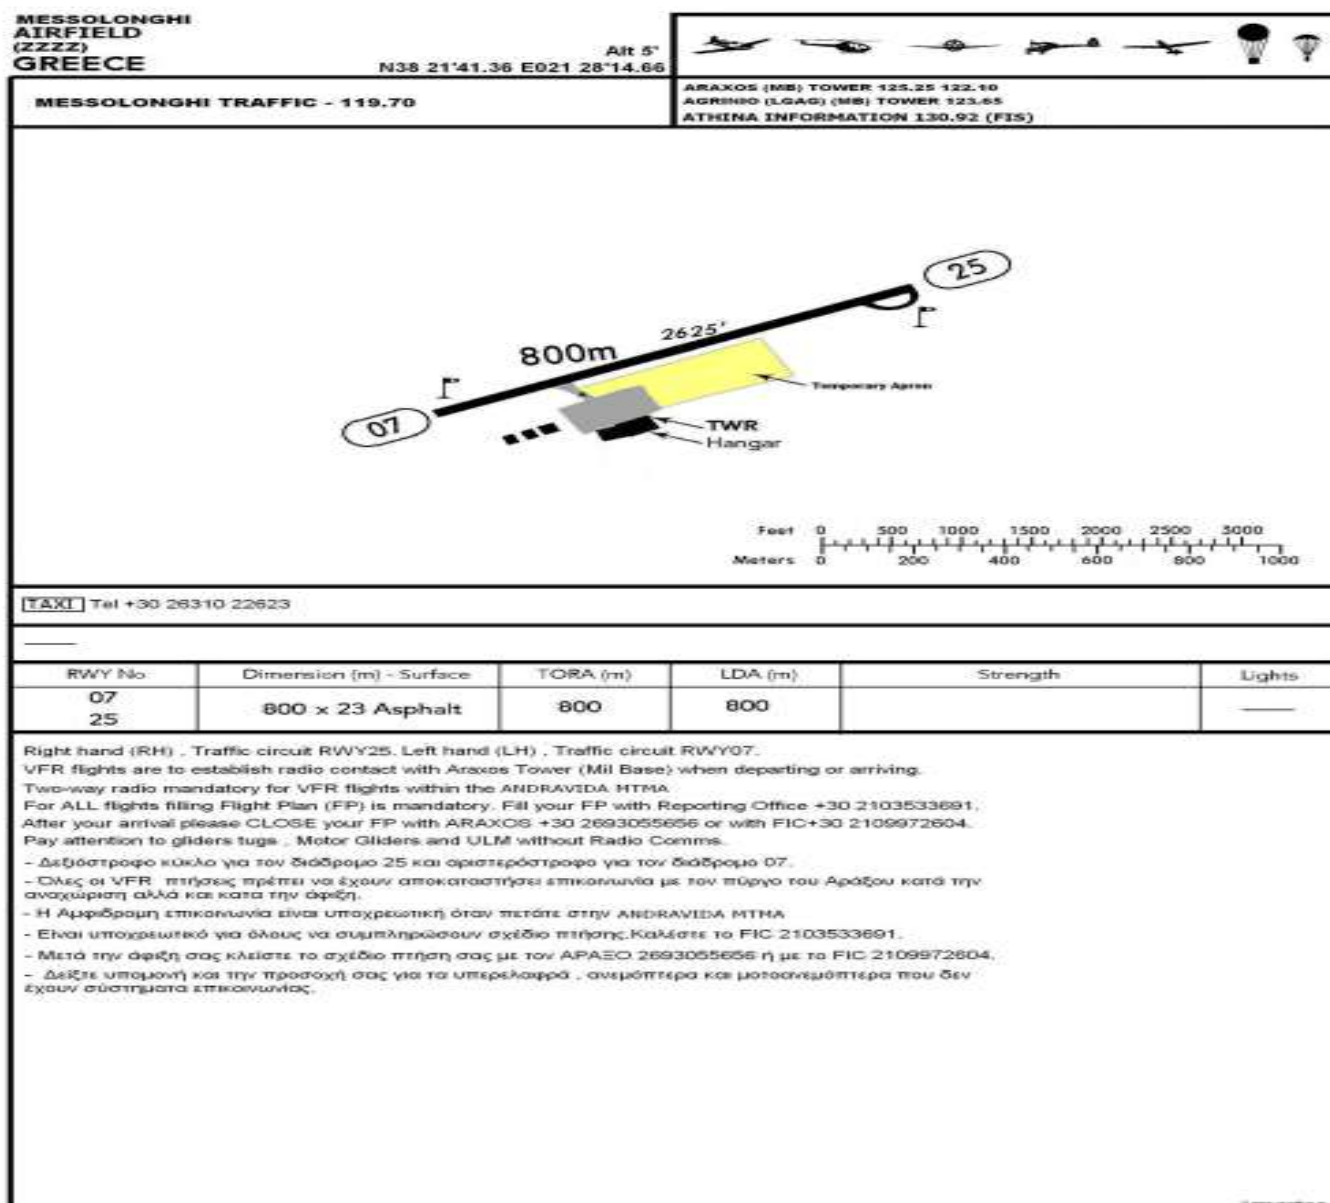 MESSOLONGHI
AIRFIELD
(ZZZZ)
GREECE
Alt 5'
N38 21'41.36 E021 28'14.66
MESSOLONGHI TRAFFIC - 119.70
ARAXOS (MB) TOWER 125.25 122.10
AGRINIO (LGAG) (MB) TOWER 123.65
ATHINA INFORMATION 130.92 (FIS)
25
2625'
800m
Temporary Apron
07
TWR
Hangar
Feet 0 500 1000 1500 2000 2500 3000
Meters 0 200 400 600 800 1000
TAXI Tel +30 26310 22623
RWY No Dimension (m) - Surface TORA (m) LDA (m) Strength Lights
07
25
800 x 23 Asphalt 800 800
Right hand (RH) , Traffic circuit RWY25. Left hand (LH) , Traffic circuit RWY07.
VFR flights are to establish radio contact with Araxos Tower (Mil Base) when departing or arriving.
Two-way radio mandatory for VFR flights within the ANDRAVIDA MTMA
For ALL flights filling Flight Plan (FP) is mandatory. Fill your FP with Reporting Office +30 2103533691.
After your arrival please CLOSE your FP with ARAXOS +30 2693055656 or with FIC+30 2109972604.
Pay attention to gliders tugs , Motor Gliders and ULM without Radio Comms.
- Δεξιόστροφο κύκλο για τον διάδρομο 25 και αριστερόστροφο για τον διάδρομο 07.
- Όλες οι VFR πτήσεις πρέπει να έχουν αποκαταστήσει επικοινωνία με τον πύργο του Αράξου κατά την
αναχώριση αλλά και κατα την άφιξη.
- Η Αμφιδρομη επικοινωνία είναι υποχρεωτική όταν πετάτε στην ANDRAVIDA MTMA
- Είναι υποχρεωτικό για όλους να συμπληρώσουν σχέδιο πτήσης.Καλέστε το FIC 2103533691.
- Μετά την άφιξη σας κλείστε το σχέδιο πτήση σας με τον ΑΡΑΞΟ 2693055656 ή με το FIC 2109972604.
- Δείξτε υπομονή και την προσοχή σας για τα υπερελαφρά , ανεμόπτερα και μοτοανεμόπτερα που δεν
έχουν σύστηματα επικοινωνίας.